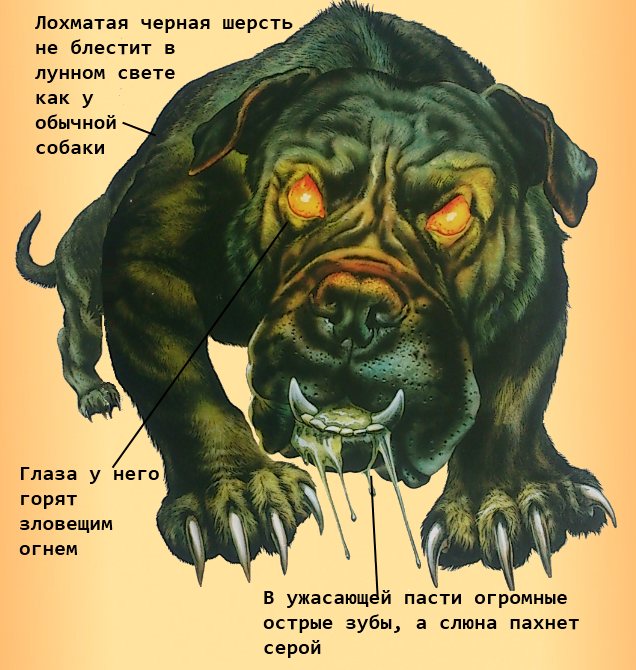 Лохматая черная шерсть
не блестит в
лунном свете
как у
обычной
собаки
Глаза у него
горят
зловещим
огнем
В ужасающей пасти огромные
острые зубы, а слюна пахнет
серой